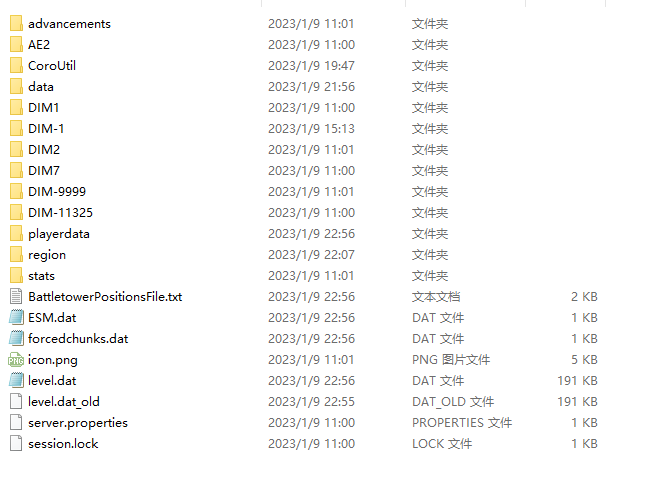 advancements 2023/1/9 11:01 文件夹
AE2 2023/1/9 11:00 文件夹
CoroUtil 2023/1/9 19:47 文件夹
data 2023/1/9 21:56 文件夹
DIM1 2023/1/9 11:00 文件夹
DIM-1 2023/1/9 15:13 文件夹
DIM2 2023/1/9 11:01 文件夹
DIM7 2023/1/9 11:00 文件夹
DIM-9999 2023/1/9 11:01 文件夹
DIM-11325 2023/1/9 11:00 文件夹
playerdata 2023/1/9 22:56 文件夹
region 2023/1/9 22:07 文件夹
stats 2023/1/9 11:01 文件夹
BattletowerPositionsFile.txt 2023/1/9 22:56 文本文档 2 KB
ESM.dat 2023/1/9 22:56 DAT 文件 1 KB
forcedchunks.dat 2023/1/9 22:56 DAT 文件 1 KB
icon.png 2023/1/9 11:01 PNG 图片文件 5 KB
level.dat 2023/1/9 22:56 DAT 文件 191 KB
level.dat_old 2023/1/9 22:55 DAT_OLD 文件 191 KB
server.properties 2023/1/9 11:00 PROPERTIES 文件 1 KB
session.lock 2023/1/9 11:00 LOCK 文件 1 KB